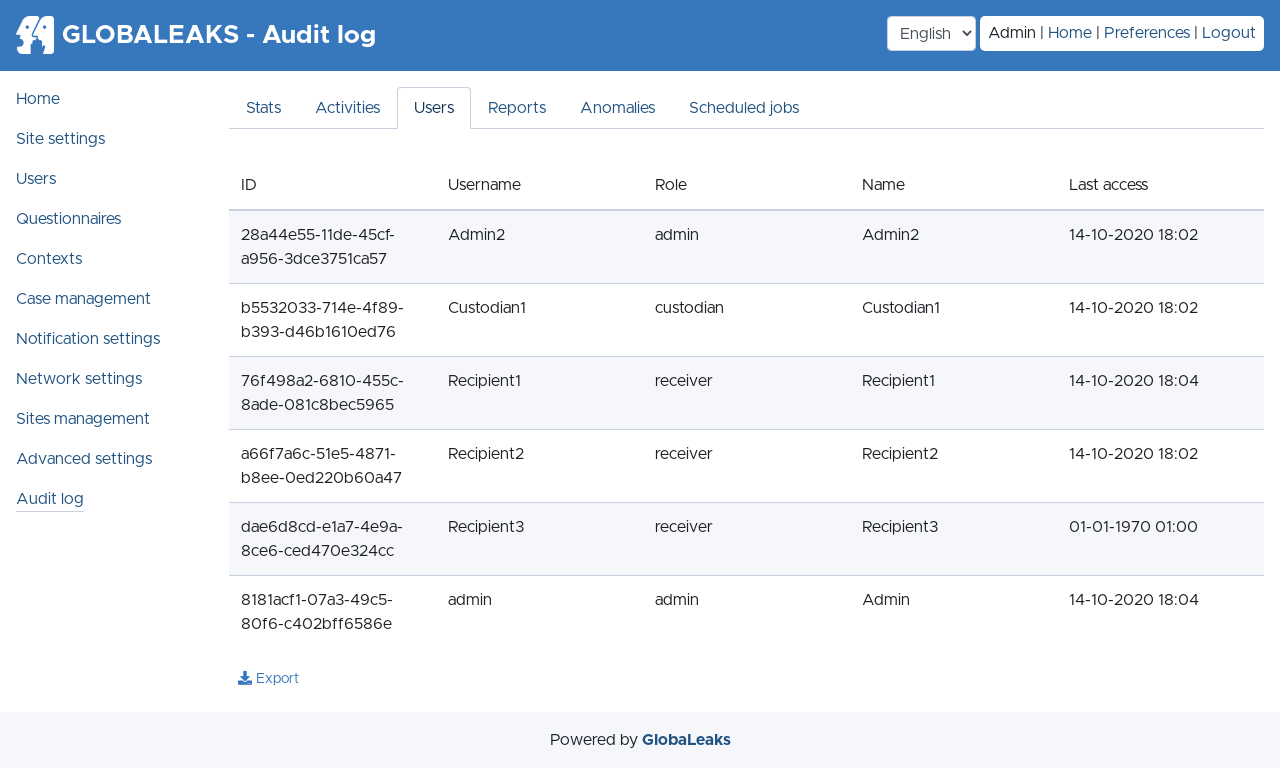 GLOBALEAKS - Audit log
English
Admin | Home | Preferences | Logout
Home
Site settings
Users
Questionnaires
Contexts
Case management
Notification settings
Network settings
Sites management
Advanced settings
Audit log
Stats Activities Users Reports Anomalies Scheduled jobs
ID Username Role Name Last access
28a44e55-11de-45cf- Admin2 admin Admin2 14-10-2020 18:02
a956-3dce3751ca57
b5532033-714e-4f89- Custodian1 custodian Custodian1 14-10-2020 18:02
b393-d46b1610ed76
76f498a2-6810-455c- Recipient1 receiver Recipient1 14-10-2020 18:04
8ade-081c8bec5965
a66f7a6c-51e5-4871- Recipient2 receiver Recipient2 14-10-2020 18:02
b8ee-0ed220b60a47
dae6d8cd-e1a7-4e9a- Recipient3 receiver Recipient3 01-01-1970 01:00
8ce6-ced470e324cc
8181acf1-07a3-49c5- admin admin Admin 14-10-2020 18:04
80f6-c402bff6586e
Export
Powered by GlobaLeaks